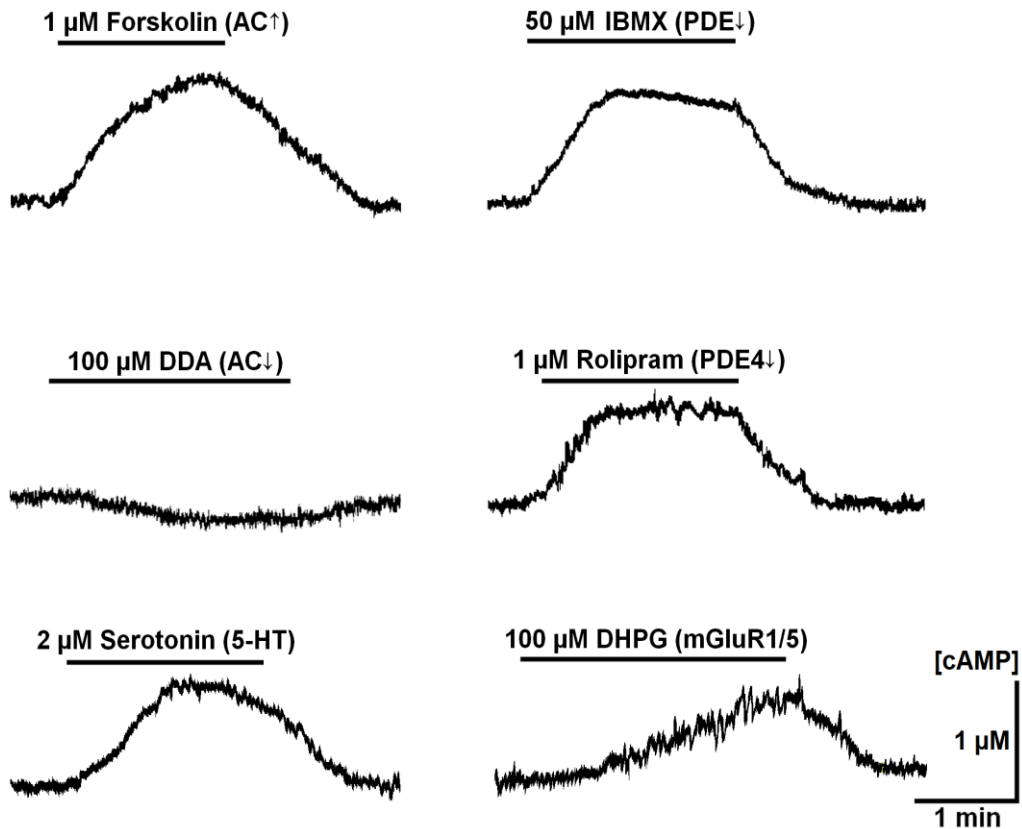 1 µM Forskolin (AC↑)
50 µM IBMX (PDE↓)
100 µM DDA (AC↓)
1 µM Rolipram (PDE4↓)
2 µM Serotonin (5-HT)
100 µM DHPG (mGluR1/5)
[cAMP]
1 µM
1 min